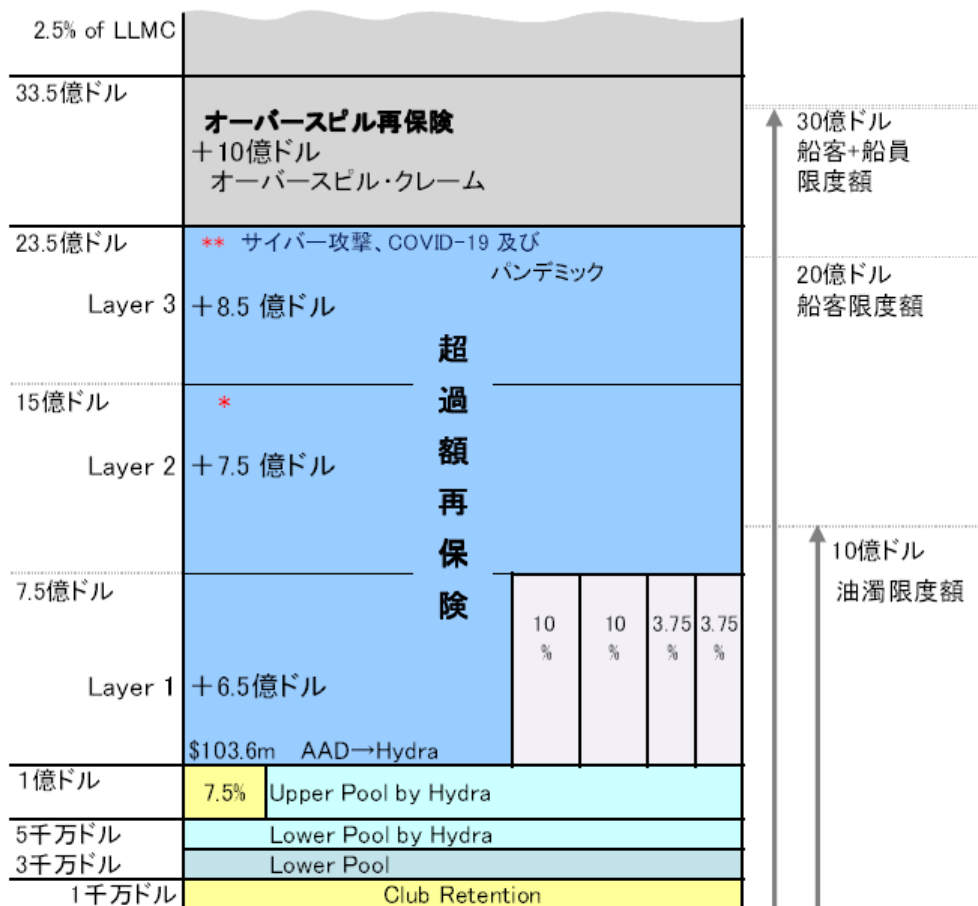 2.5% of LLMC
33.5億ドル
オーバースピル再保険
＋10億ドル
オーバースピル・クレーム
30億ドル
船客+船員
限度額
23.5億ドル
** サイバー攻撃、COVID-19 及び
パンデミック
20億ドル
船客限度額
Layer 3
＋8.5 億ドル
超過額再保険
15億ドル
*
Layer 2
＋7.5 億ドル
10億ドル
油濁限度額
7.5億ドル
10
%
10
%
3.75
%
3.75
%
Layer 1
＋6.5億ドル
$103.6m AAD→Hydra
1億ドル
7.5%
Upper Pool by Hydra
5千万ドル
Lower Pool by Hydra
3千万ドル
Lower Pool
1千万ドル
Club Retention